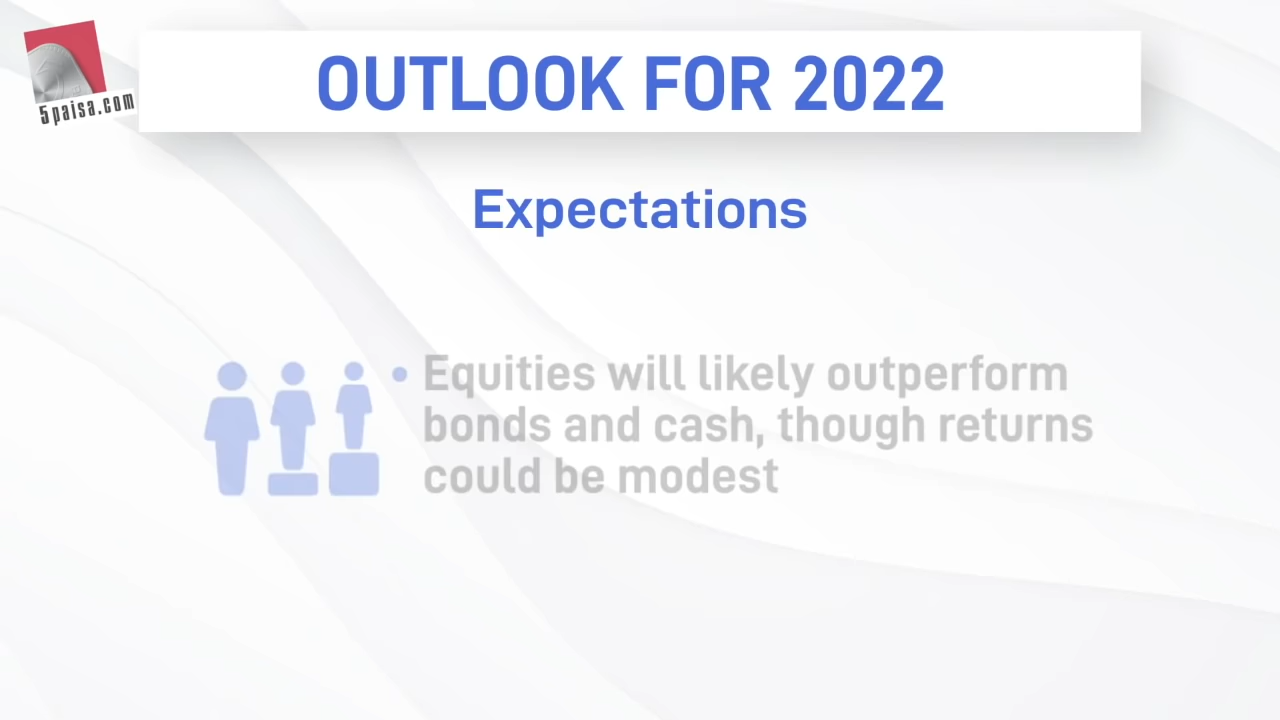 5paisa.com
OUTLOOK FOR 2022
Expectations
• Equities will likely outperform
bonds and cash, though returns
could be modest